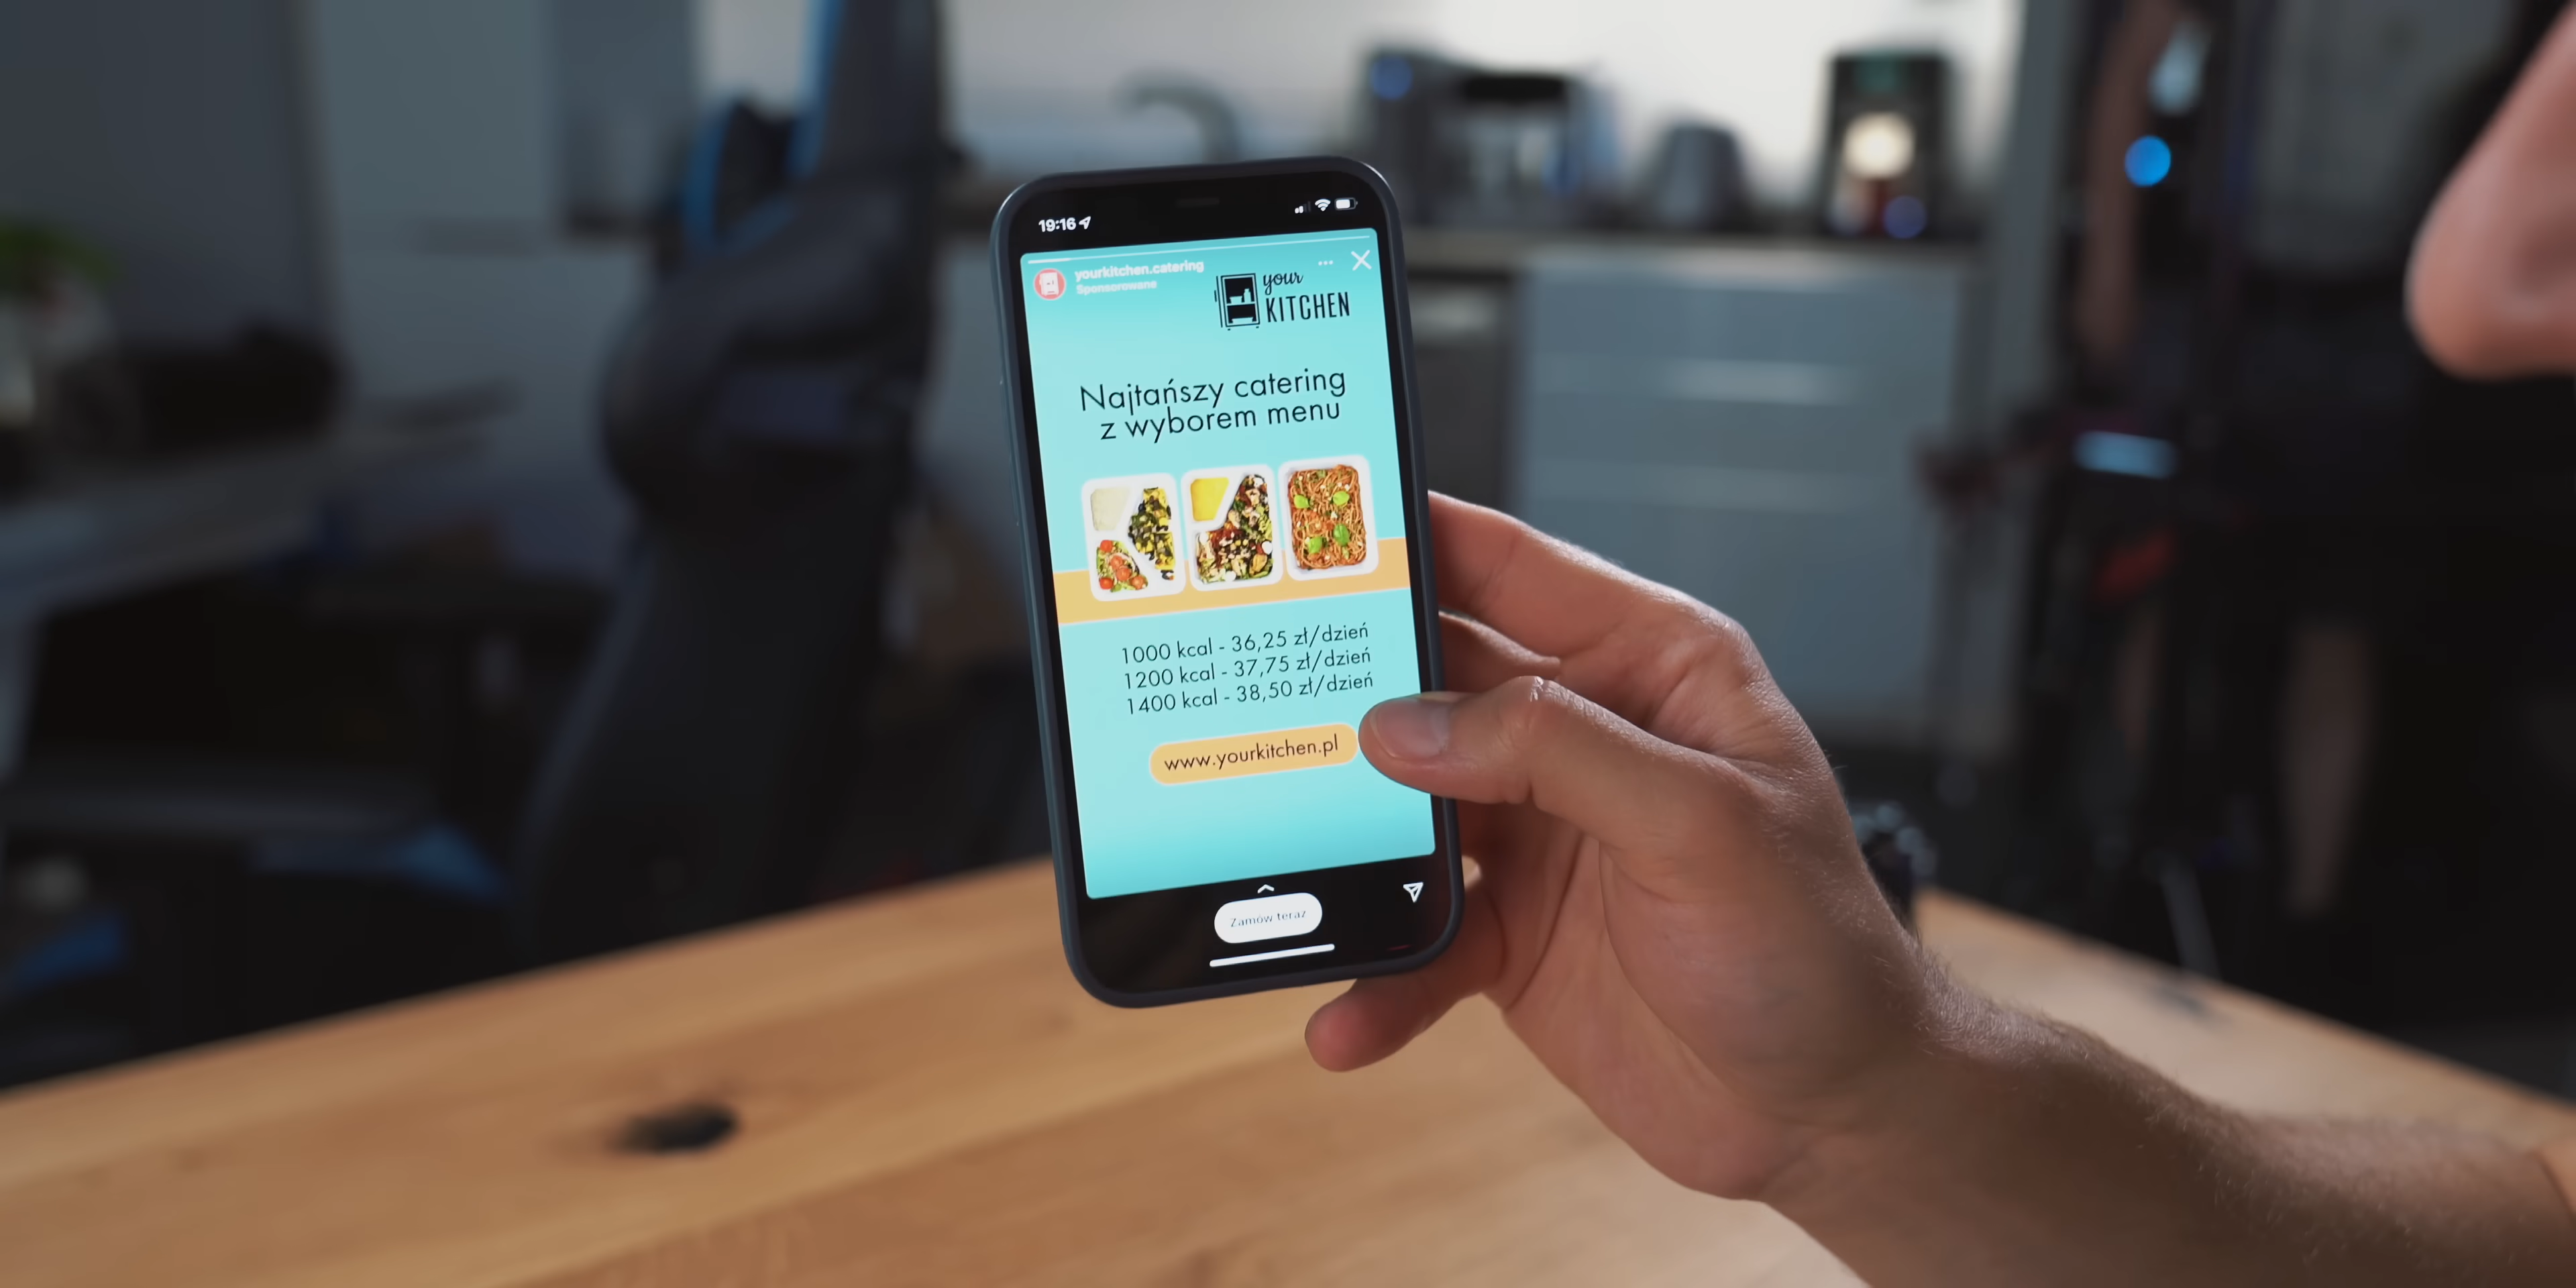 19:16
yourkitchen.catering
Sponsorowane
your
KITCHEN
Najtańszy catering
z wyborem menu
1000 kcal - 36,25 zł/dzień
1200 kcal - 37,75 zł/dzień
1400 kcal - 38,50 zł/dzień
www.yourkitchen.pl
Zamów teraz